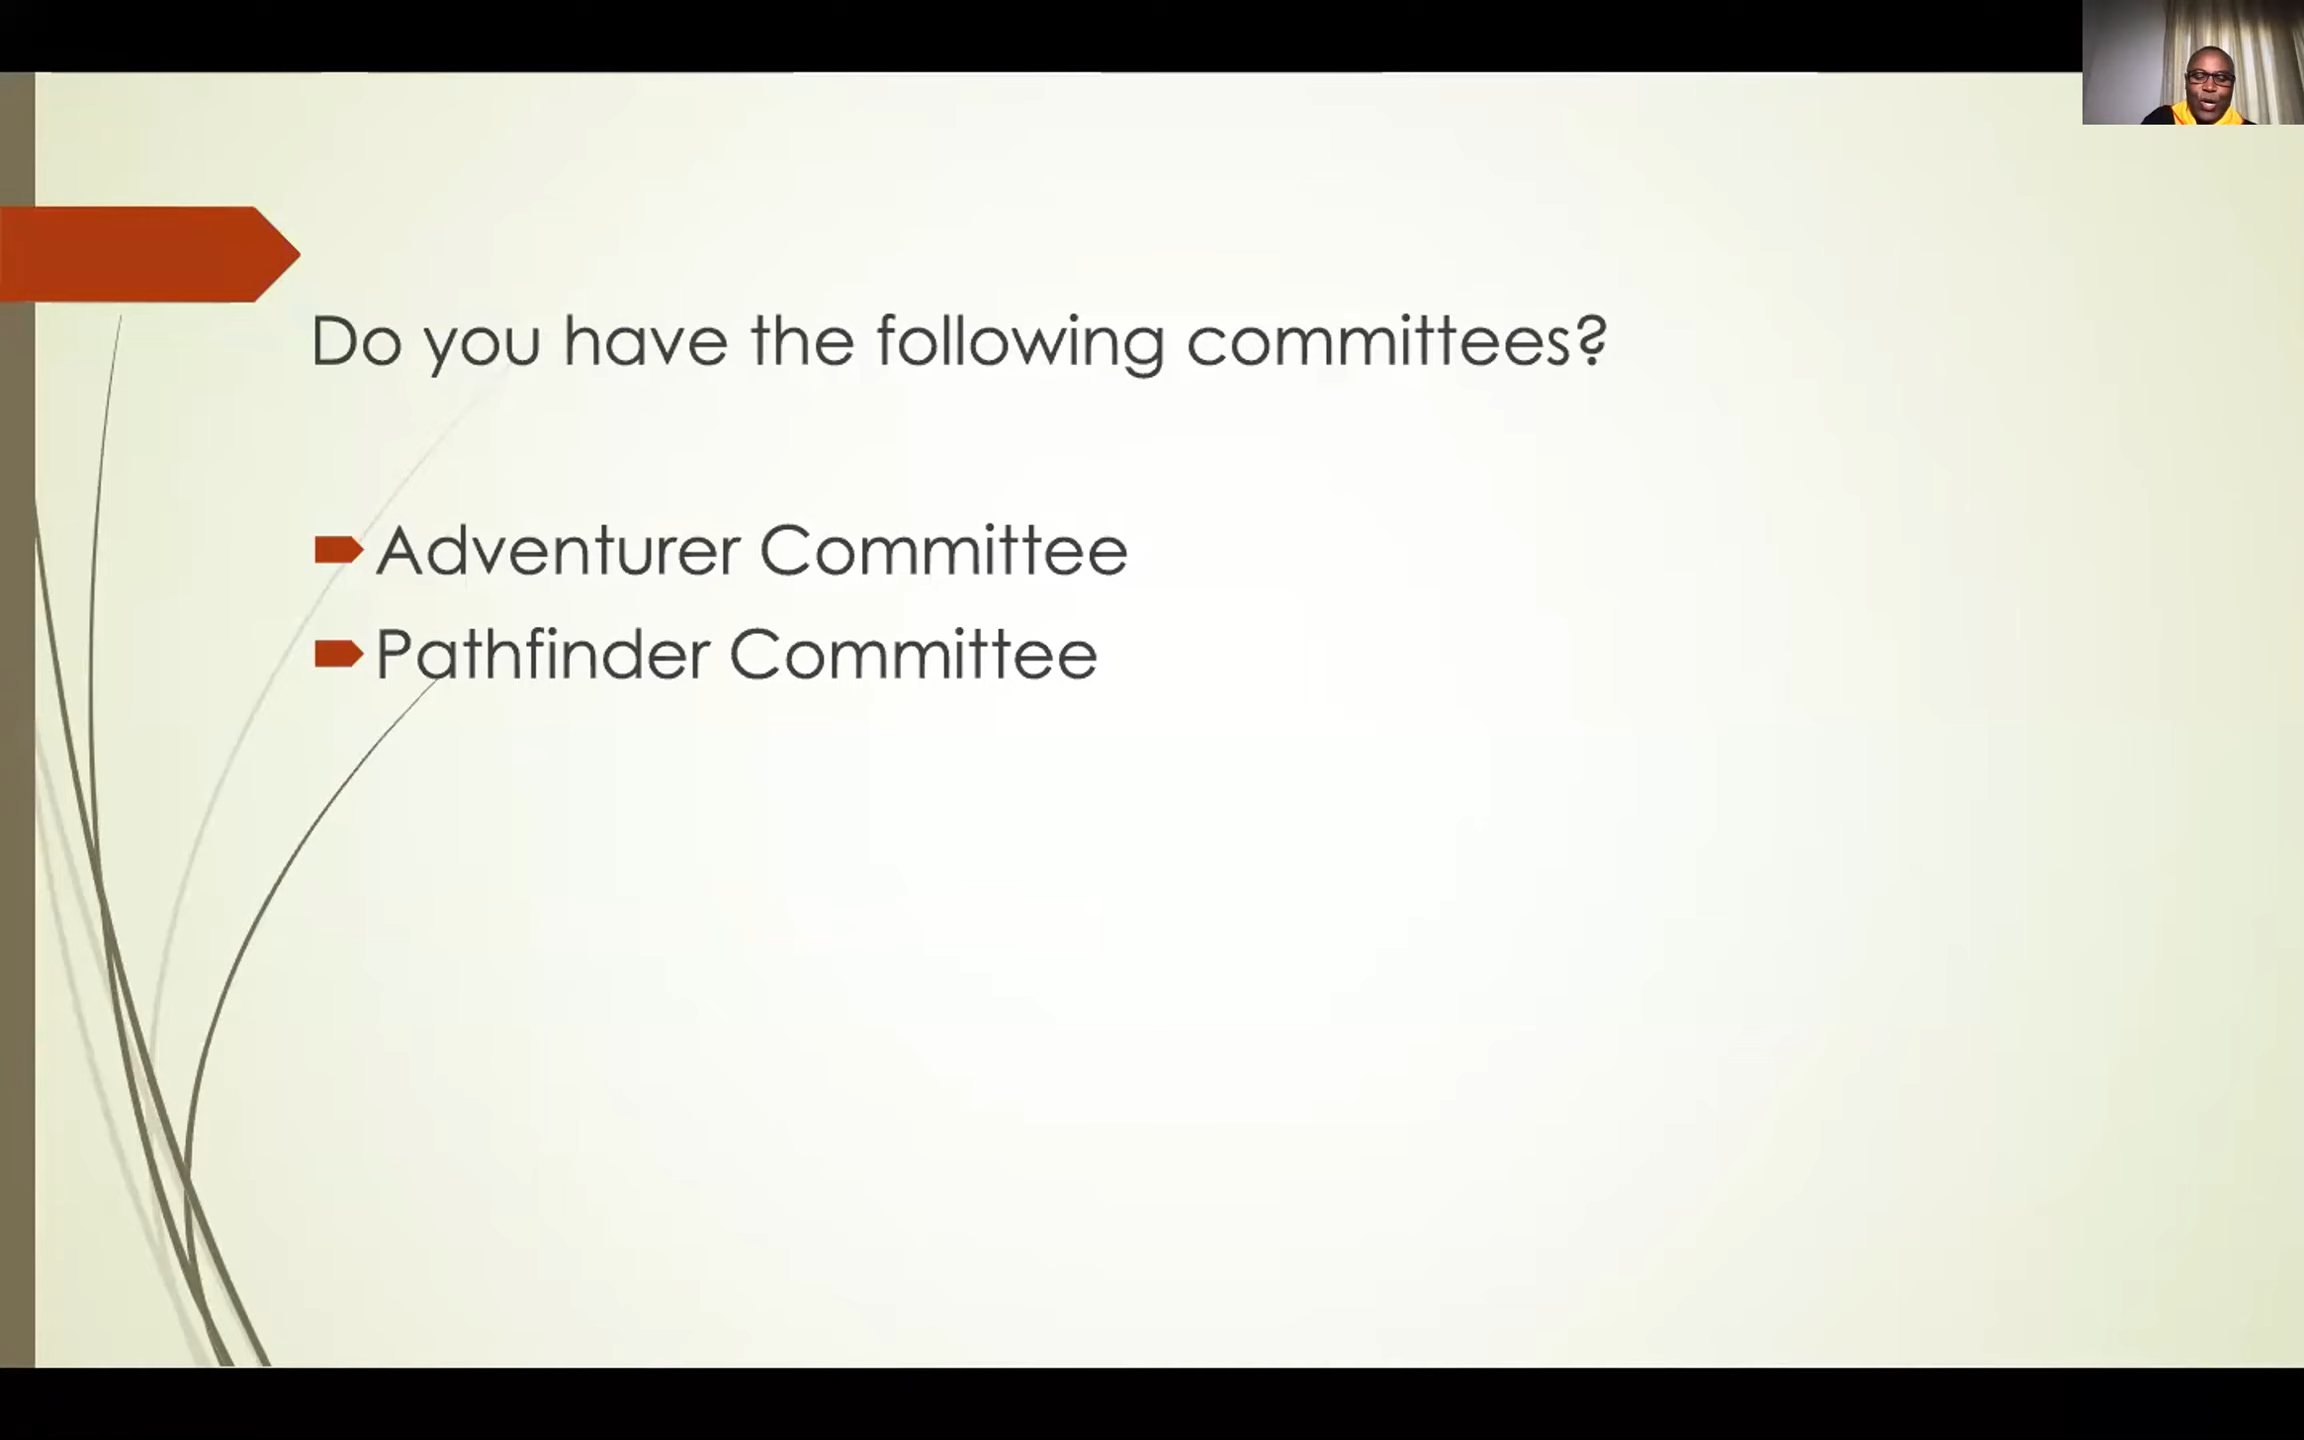 Do you have the following committees?
Adventurer Committee
Pathfinder Committee